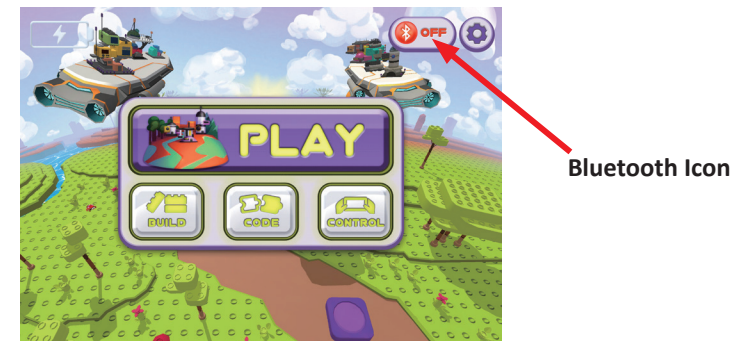 OFF
PLAY
Bluetooth Icon
BUILD
CODE
CONTROL